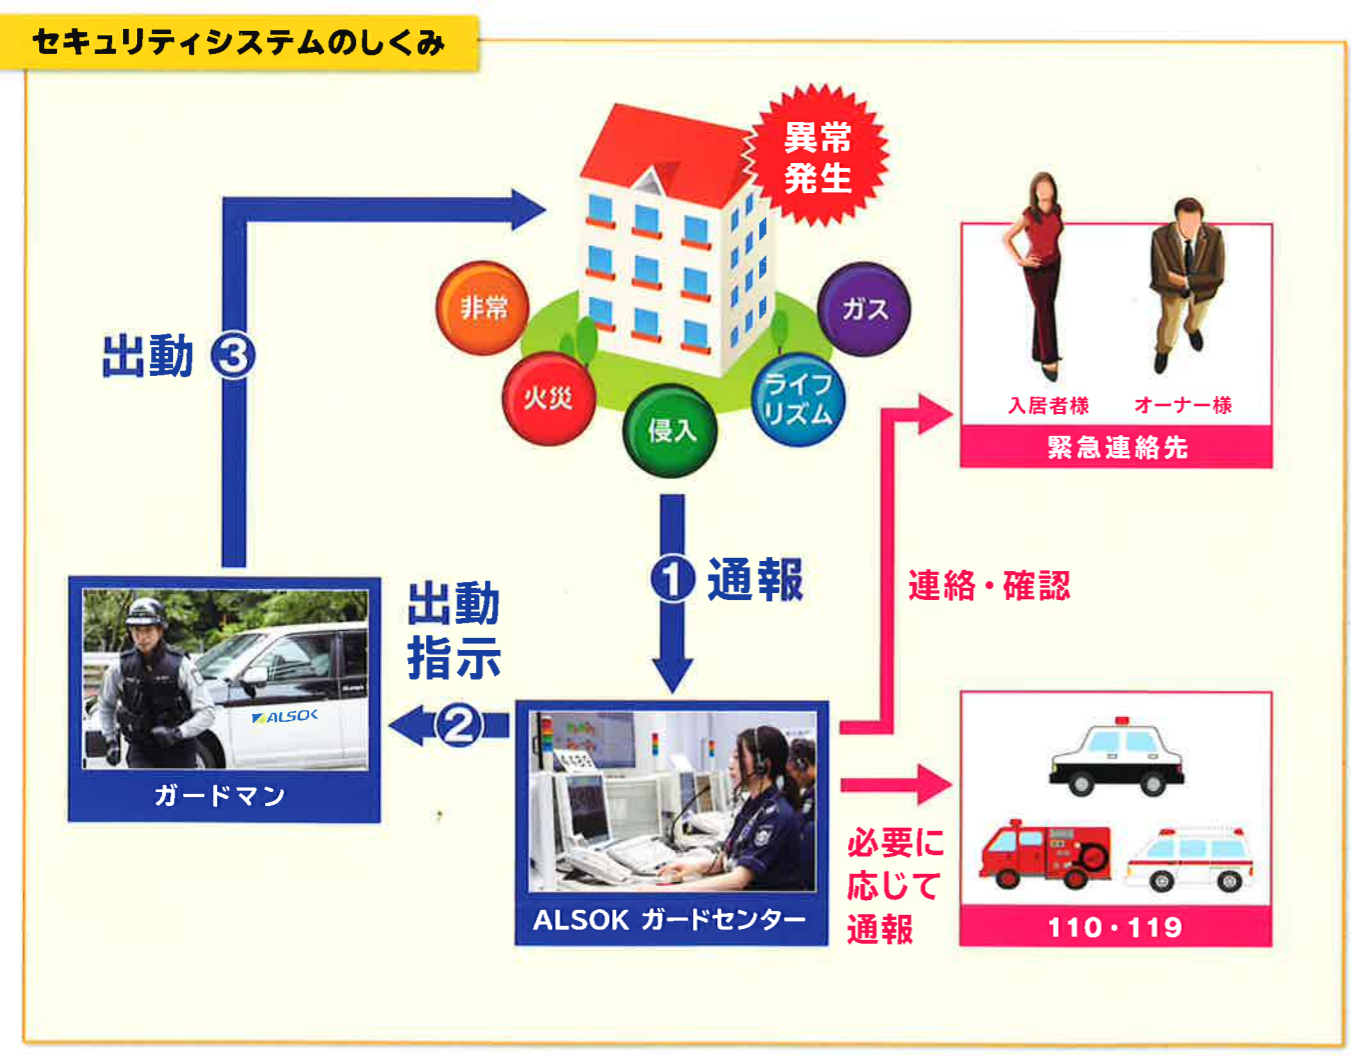 セキュリティシステムのしくみ
異常
発生
非常
火災
侵入
ライフ
リズム
ガス
入居者様
オーナー様
緊急連絡先
出動 3
1 通報
連絡・確認
出動
指示
2
ALSOK
ガードマン
ALSOK ガードセンター
必要に
応じて
通報
110・119